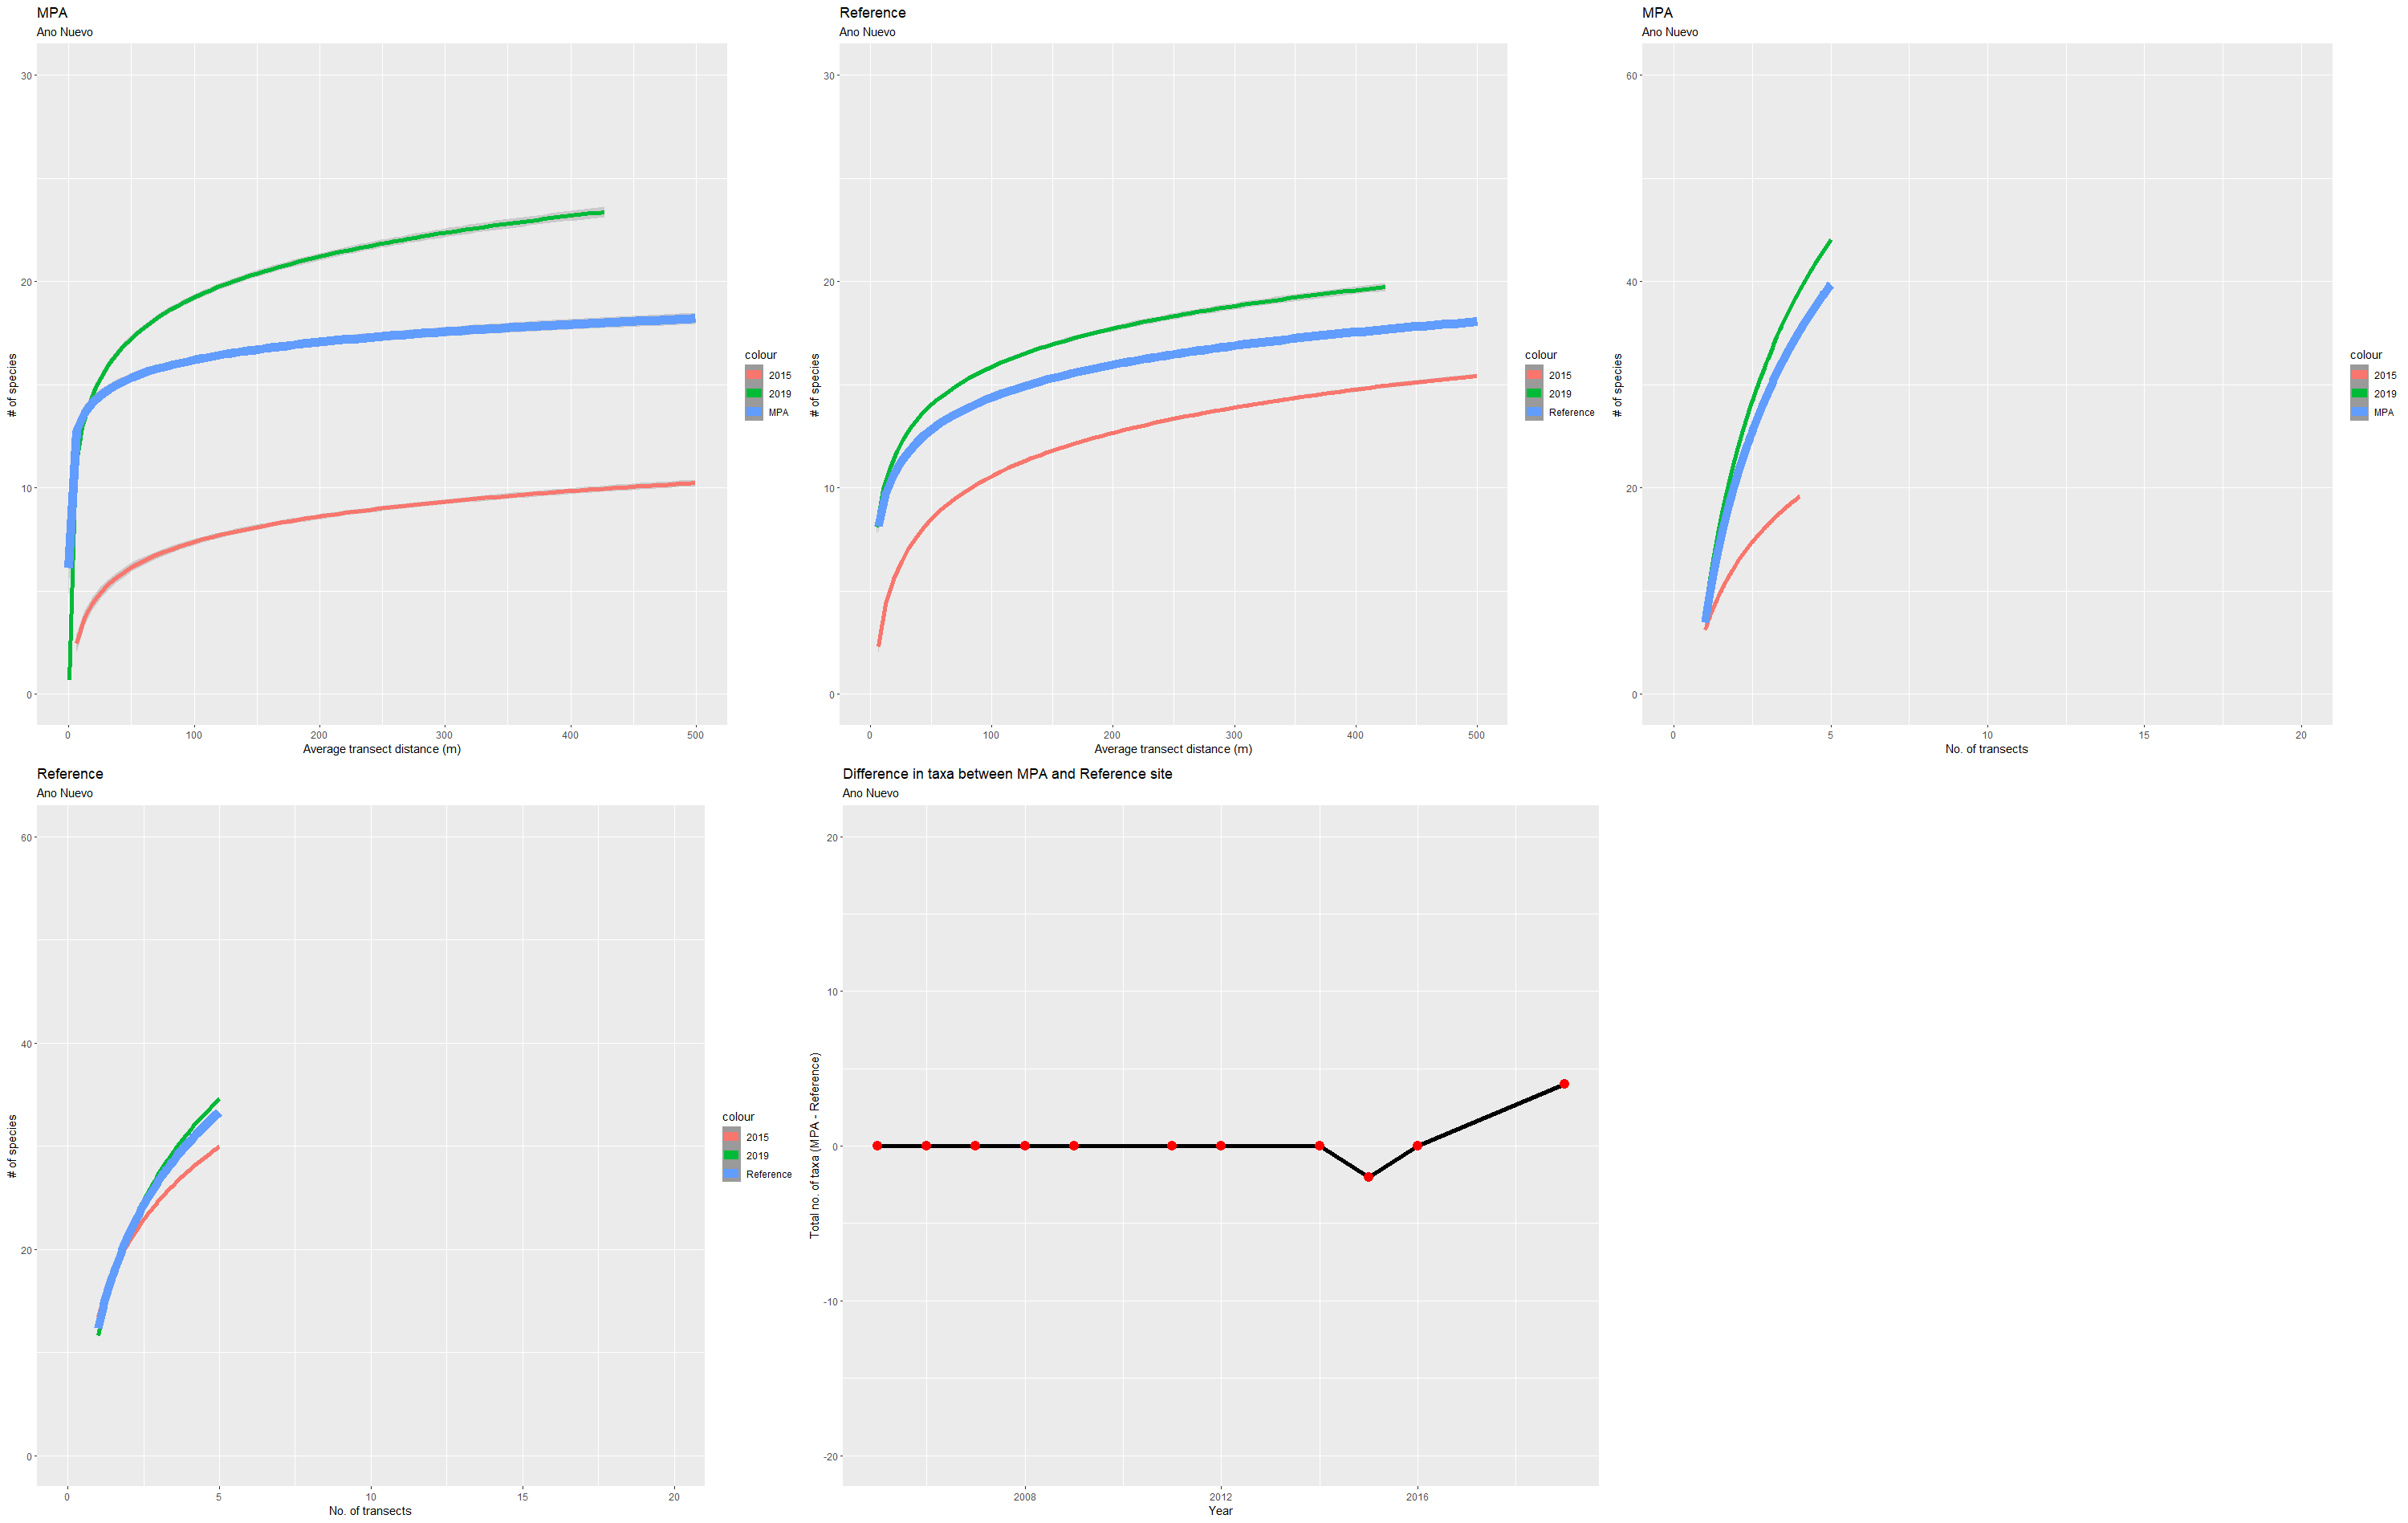 MPA
Ano Nuevo
30
20
10
0
# of species
0 100 200 300 400 500
Average transect distance (m)
colour
2015
2019
MPA
Reference
Ano Nuevo
30
20
10
0
# of species
0 100 200 300 400 500
Average transect distance (m)
colour
2015
2019
Reference
MPA
Ano Nuevo
60
40
20
0
# of species
0 5 10 15 20
No. of transects
colour
2015
2019
MPA
Reference
Ano Nuevo
60
40
20
0
# of species
0 5 10 15 20
No. of transects
colour
2015
2019
Reference
Difference in taxa between MPA and Reference site
Ano Nuevo
20
10
0
-10
-20
Total no. of taxa (MPA - Reference)
2008 2012 2016
Year